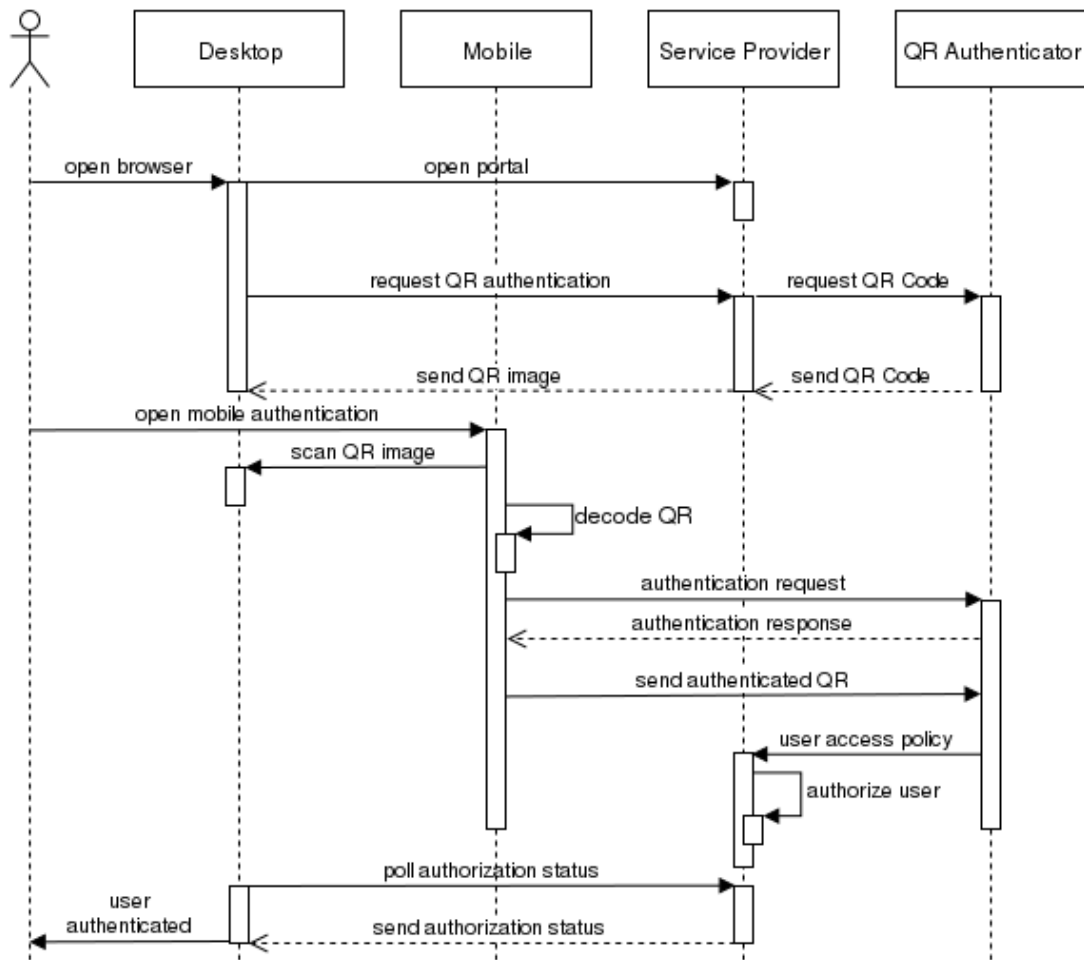 Desktop
Mobile
Service Provider
QR Authenticator
open browser
open portal
request QR authentication
request QR Code
send QR image
send QR Code
open mobile authentication
scan QR image
decode QR
authentication request
authentication response
send authenticated QR
user access policy
authorize user
poll authorization status
user
authenticated
send authorization status